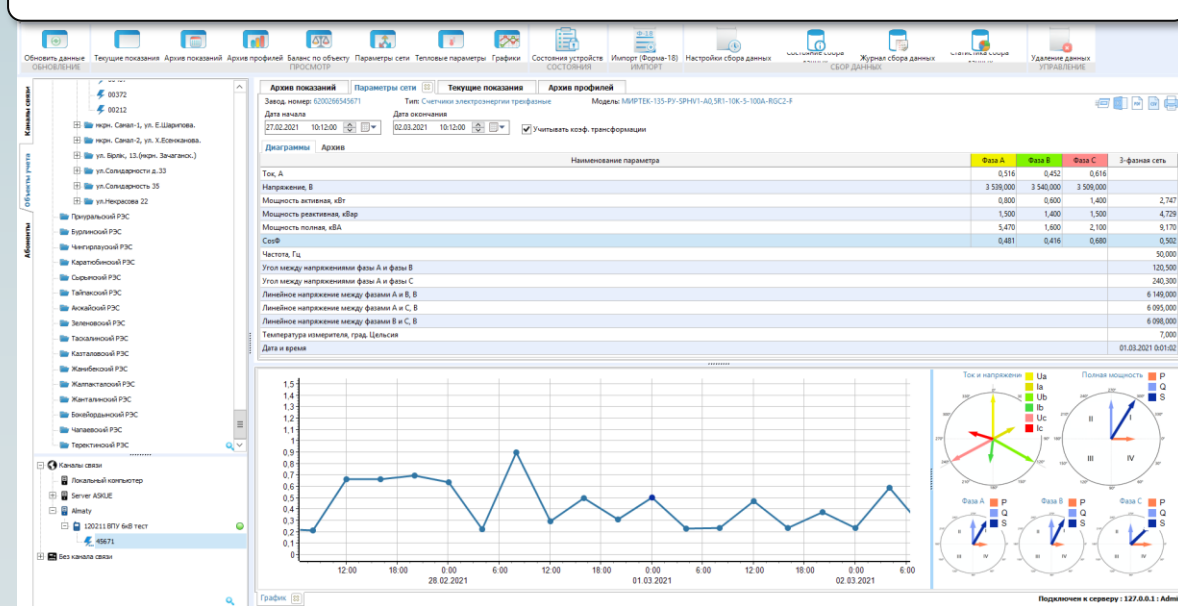 Обновить данные Текущие показания Архив показаний Архив профилей Баланс по объекту Параметры сети Тепловые параметры Графики Состояния устройств Импорт (Форма-18) Настройки сбора данных Журнал сбора данных Удаление данных
ОБНОВЛЕНИЕ ПРОСМОТР СОСТОЯНИЯ ИМПОРТ СБОР ДАННЫХ УПРАВЛЕНИЕ
Каналы связи
Объекты учета
Абоненты
00372
00212
мкрн. Самал-1, ул. Е.Шарипова.
мкрн. Самал-2, ул. Х.Есенжанова.
ул. Бірлік, 13.(мкрн. Зачаганск.)
ул.Солидарности д.33
ул.Солидарность 35
ул.Некрасова 22
Приуральский РЭС
Бурлинский РЭС
Чингирлауский РЭС
Каратюбинский РЭС
Сырымский РЭС
Тайпакский РЭС
Акжайский РЭС
Зеленовский РЭС
Таскалинский РЭС
Казталовский РЭС
Жанибекский РЭС
Жалпакталский РЭС
Жанталинский РЭС
Бокейордынский РЭС
Чапаевский РЭС
Теректинский РЭС
Каналы связи
Локальный компьютер
Server ASKUE
Almaty
120211 ВПУ 6кВ тест
45671
Без канала связи
Архив показаний Параметры сети Текущие показания Архив профилей
Завод. номер: 6200266545671 Тип: Счетчики электроэнергии трехфазные Модель: МИРТЕК-135-РУ-SPHV1-A0,5R1-10K-5-100A-RGC2-F
Дата начала Дата окончания
27.02.2021 10:12:00 02.03.2021 10:12:00 Учитывать коэф. трансформации
Диаграммы Архив
Наименование параметра Фаза A Фаза B Фаза C 3-фазная сеть
Ток, А 0,516 0,452 0,616
Напряжение, В 3 539,000 3 540,000 3 509,000
Мощность активная, кВт 0,800 0,600 1,400 2,747
Мощность реактивная, кВар 1,500 1,400 1,500 4,729
Мощность полная, кВА 5,470 1,600 2,100 9,170
CosФ 0,481 0,416 0,680 0,502
Частота, Гц 50,000
Угол между напряжениями фазы А и фазы В 120,500
Угол между напряжениями фазы А и фазы С 240,300
Линейное напряжение между фазами А и В, В 6 149,000
Линейное напряжение между фазами А и С, В 6 095,000
Линейное напряжение между фазами В и С, В 6 098,000
Температура измерителя, град. Цельсия 7,000
Дата и время 01.03.2021 0:01:02
1,5
1,4
1,3
1,2
1,1
1
0,9
0,8
0,7
0,6
0,5
0,4
0,3
0,2
0,1
0
12:00 18:00 0:00 6:00 12:00 18:00 0:00 6:00 12:00 18:00 0:00 6:00
28.02.2021 01.03.2021 02.03.2021
Ток и напряжени Ua Ia Ub Ib Uc Ic
Полная мощность P Q S
II I III IV
Фаза A P Q S
Фаза B P Q S
Фаза C P Q S
График
Подключен к серверу : 127.0.0.1 : Admi